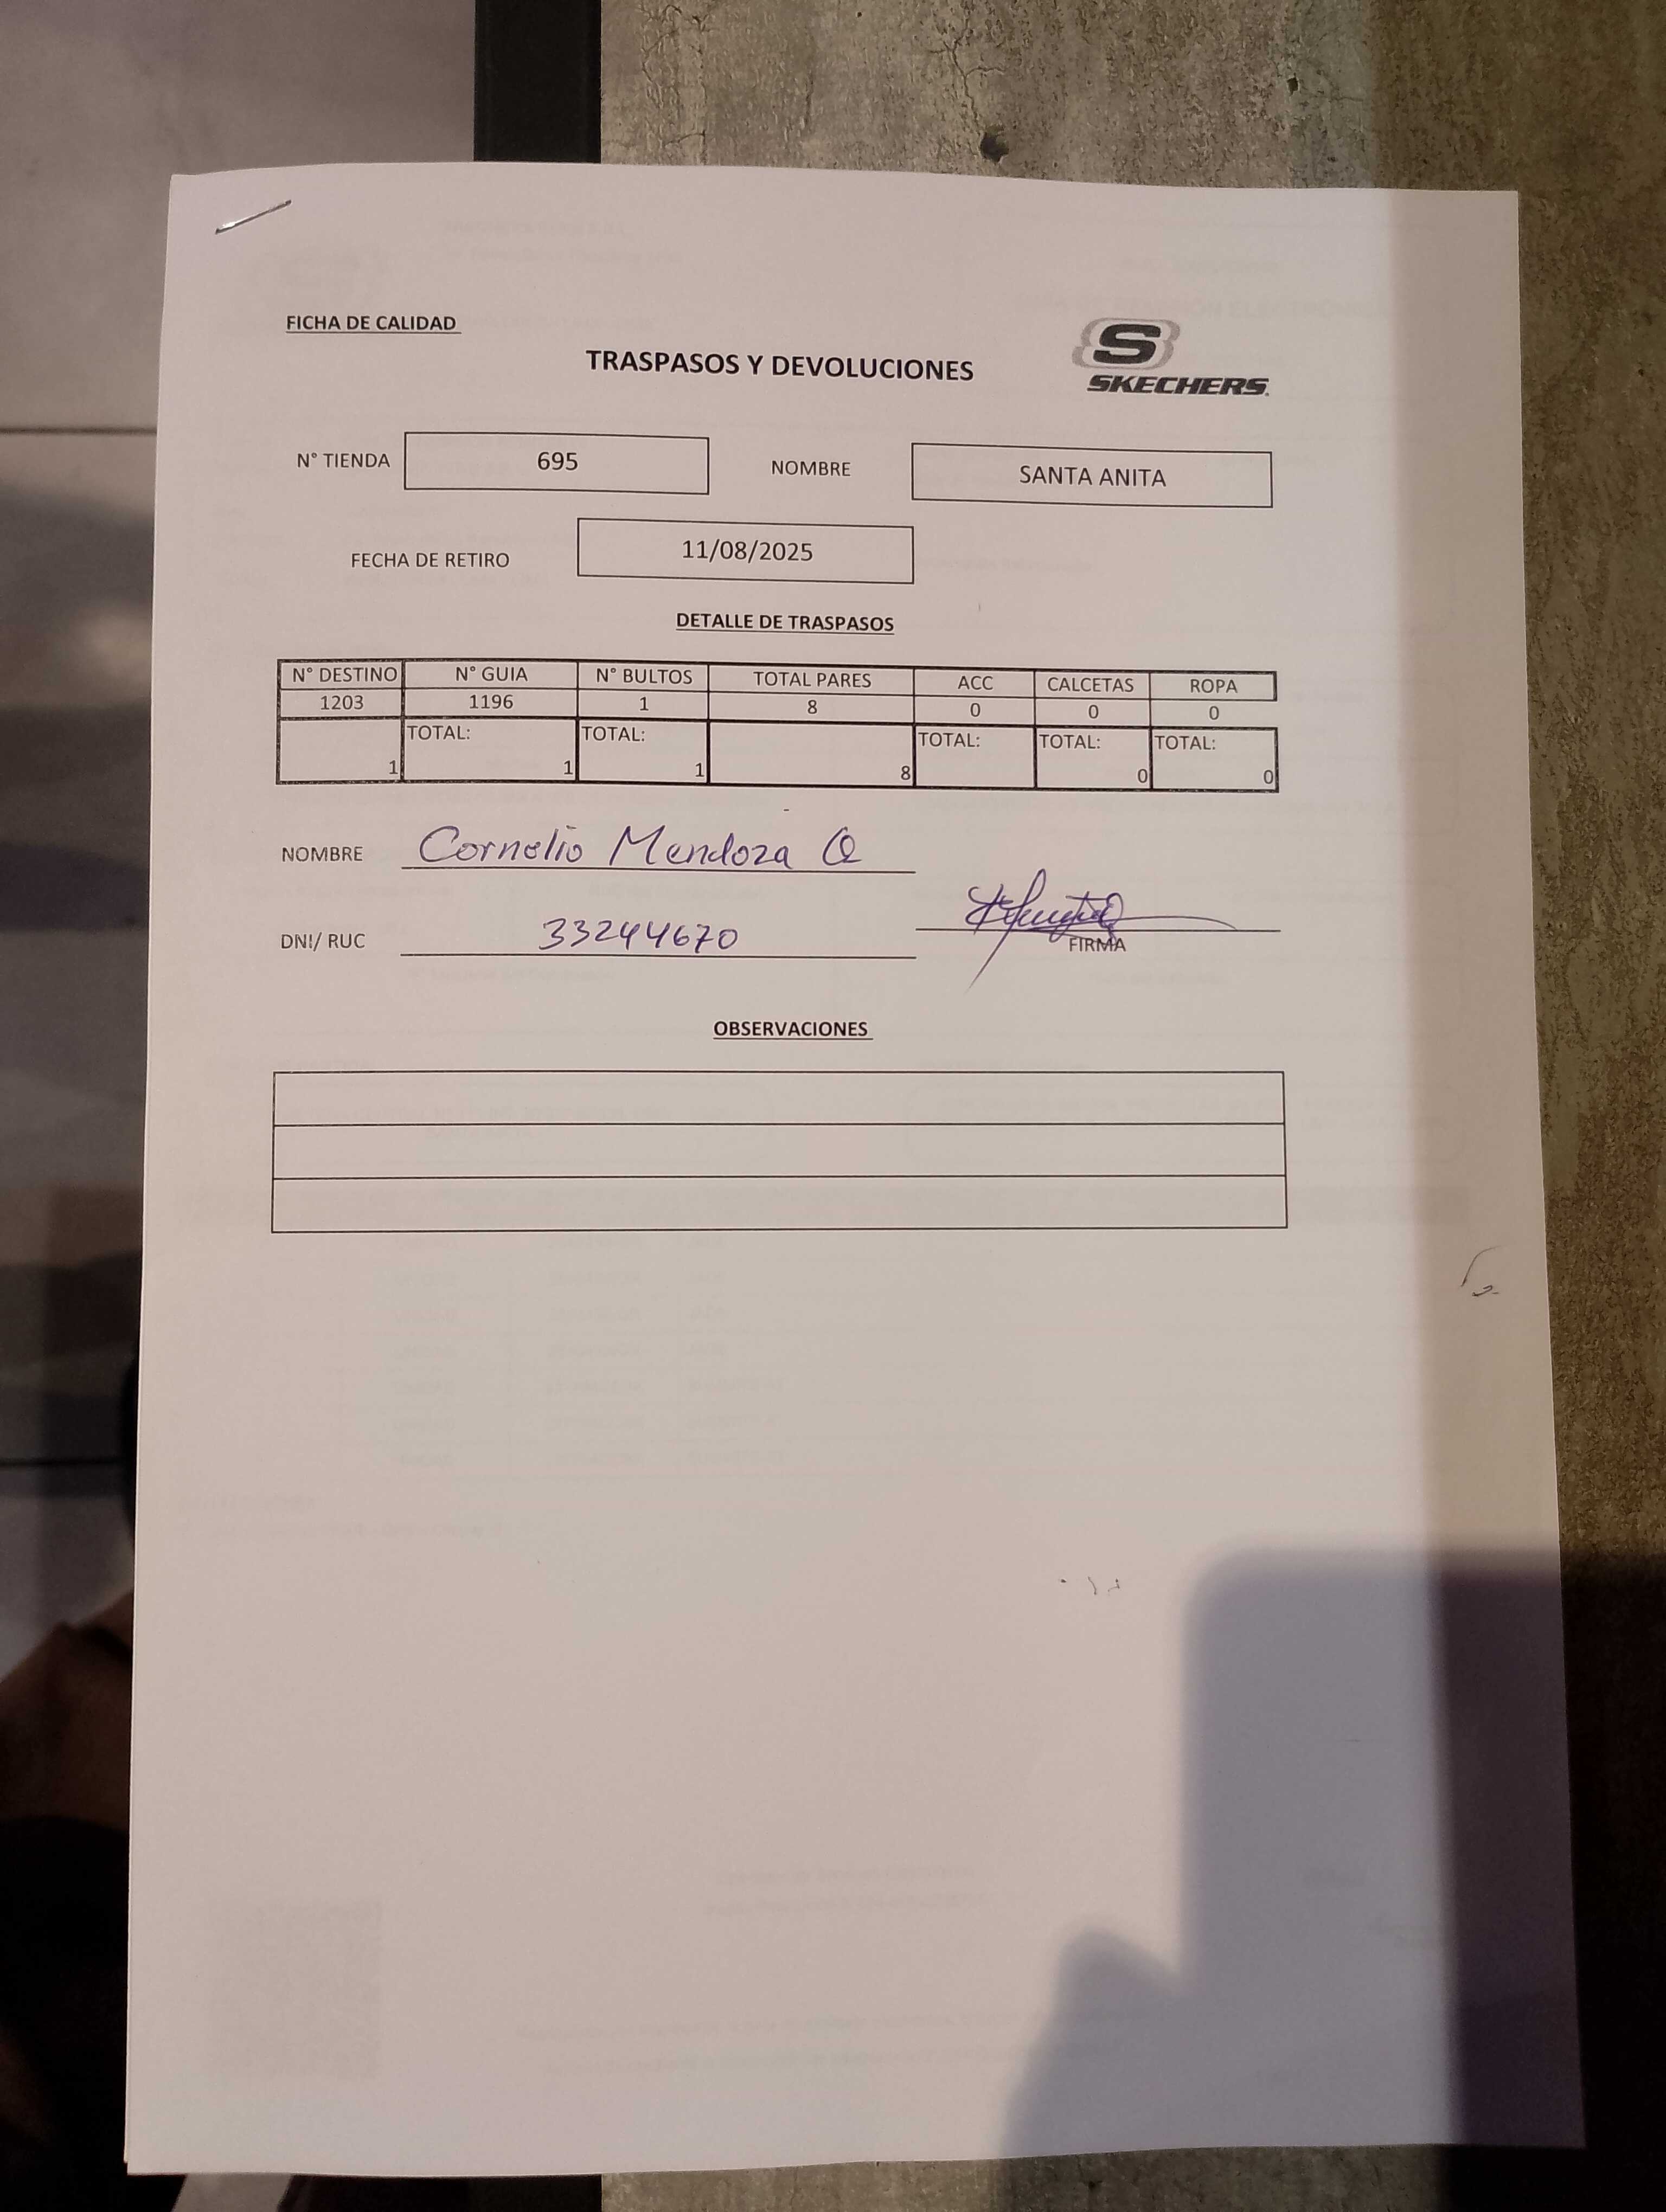 FICHA DE CALIDAD
TRASPASOS Y DEVOLUCIONES
S
SKECHERS.
N° TIENDA 695 NOMBRE SANTA ANITA
FECHA DE RETIRO 11/08/2025
DETALLE DE TRASPASOS
N° DESTINO N° GUIA N° BULTOS TOTAL PARES ACC CALCETAS ROPA
1203 1196 1 8 0 0 0
TOTAL: TOTAL: TOTAL: TOTAL: TOTAL:
1 1 1 8 0 0
NOMBRE Cornelio Mendoza Q
DNI/ RUC 33244670
FIRMA
OBSERVACIONES